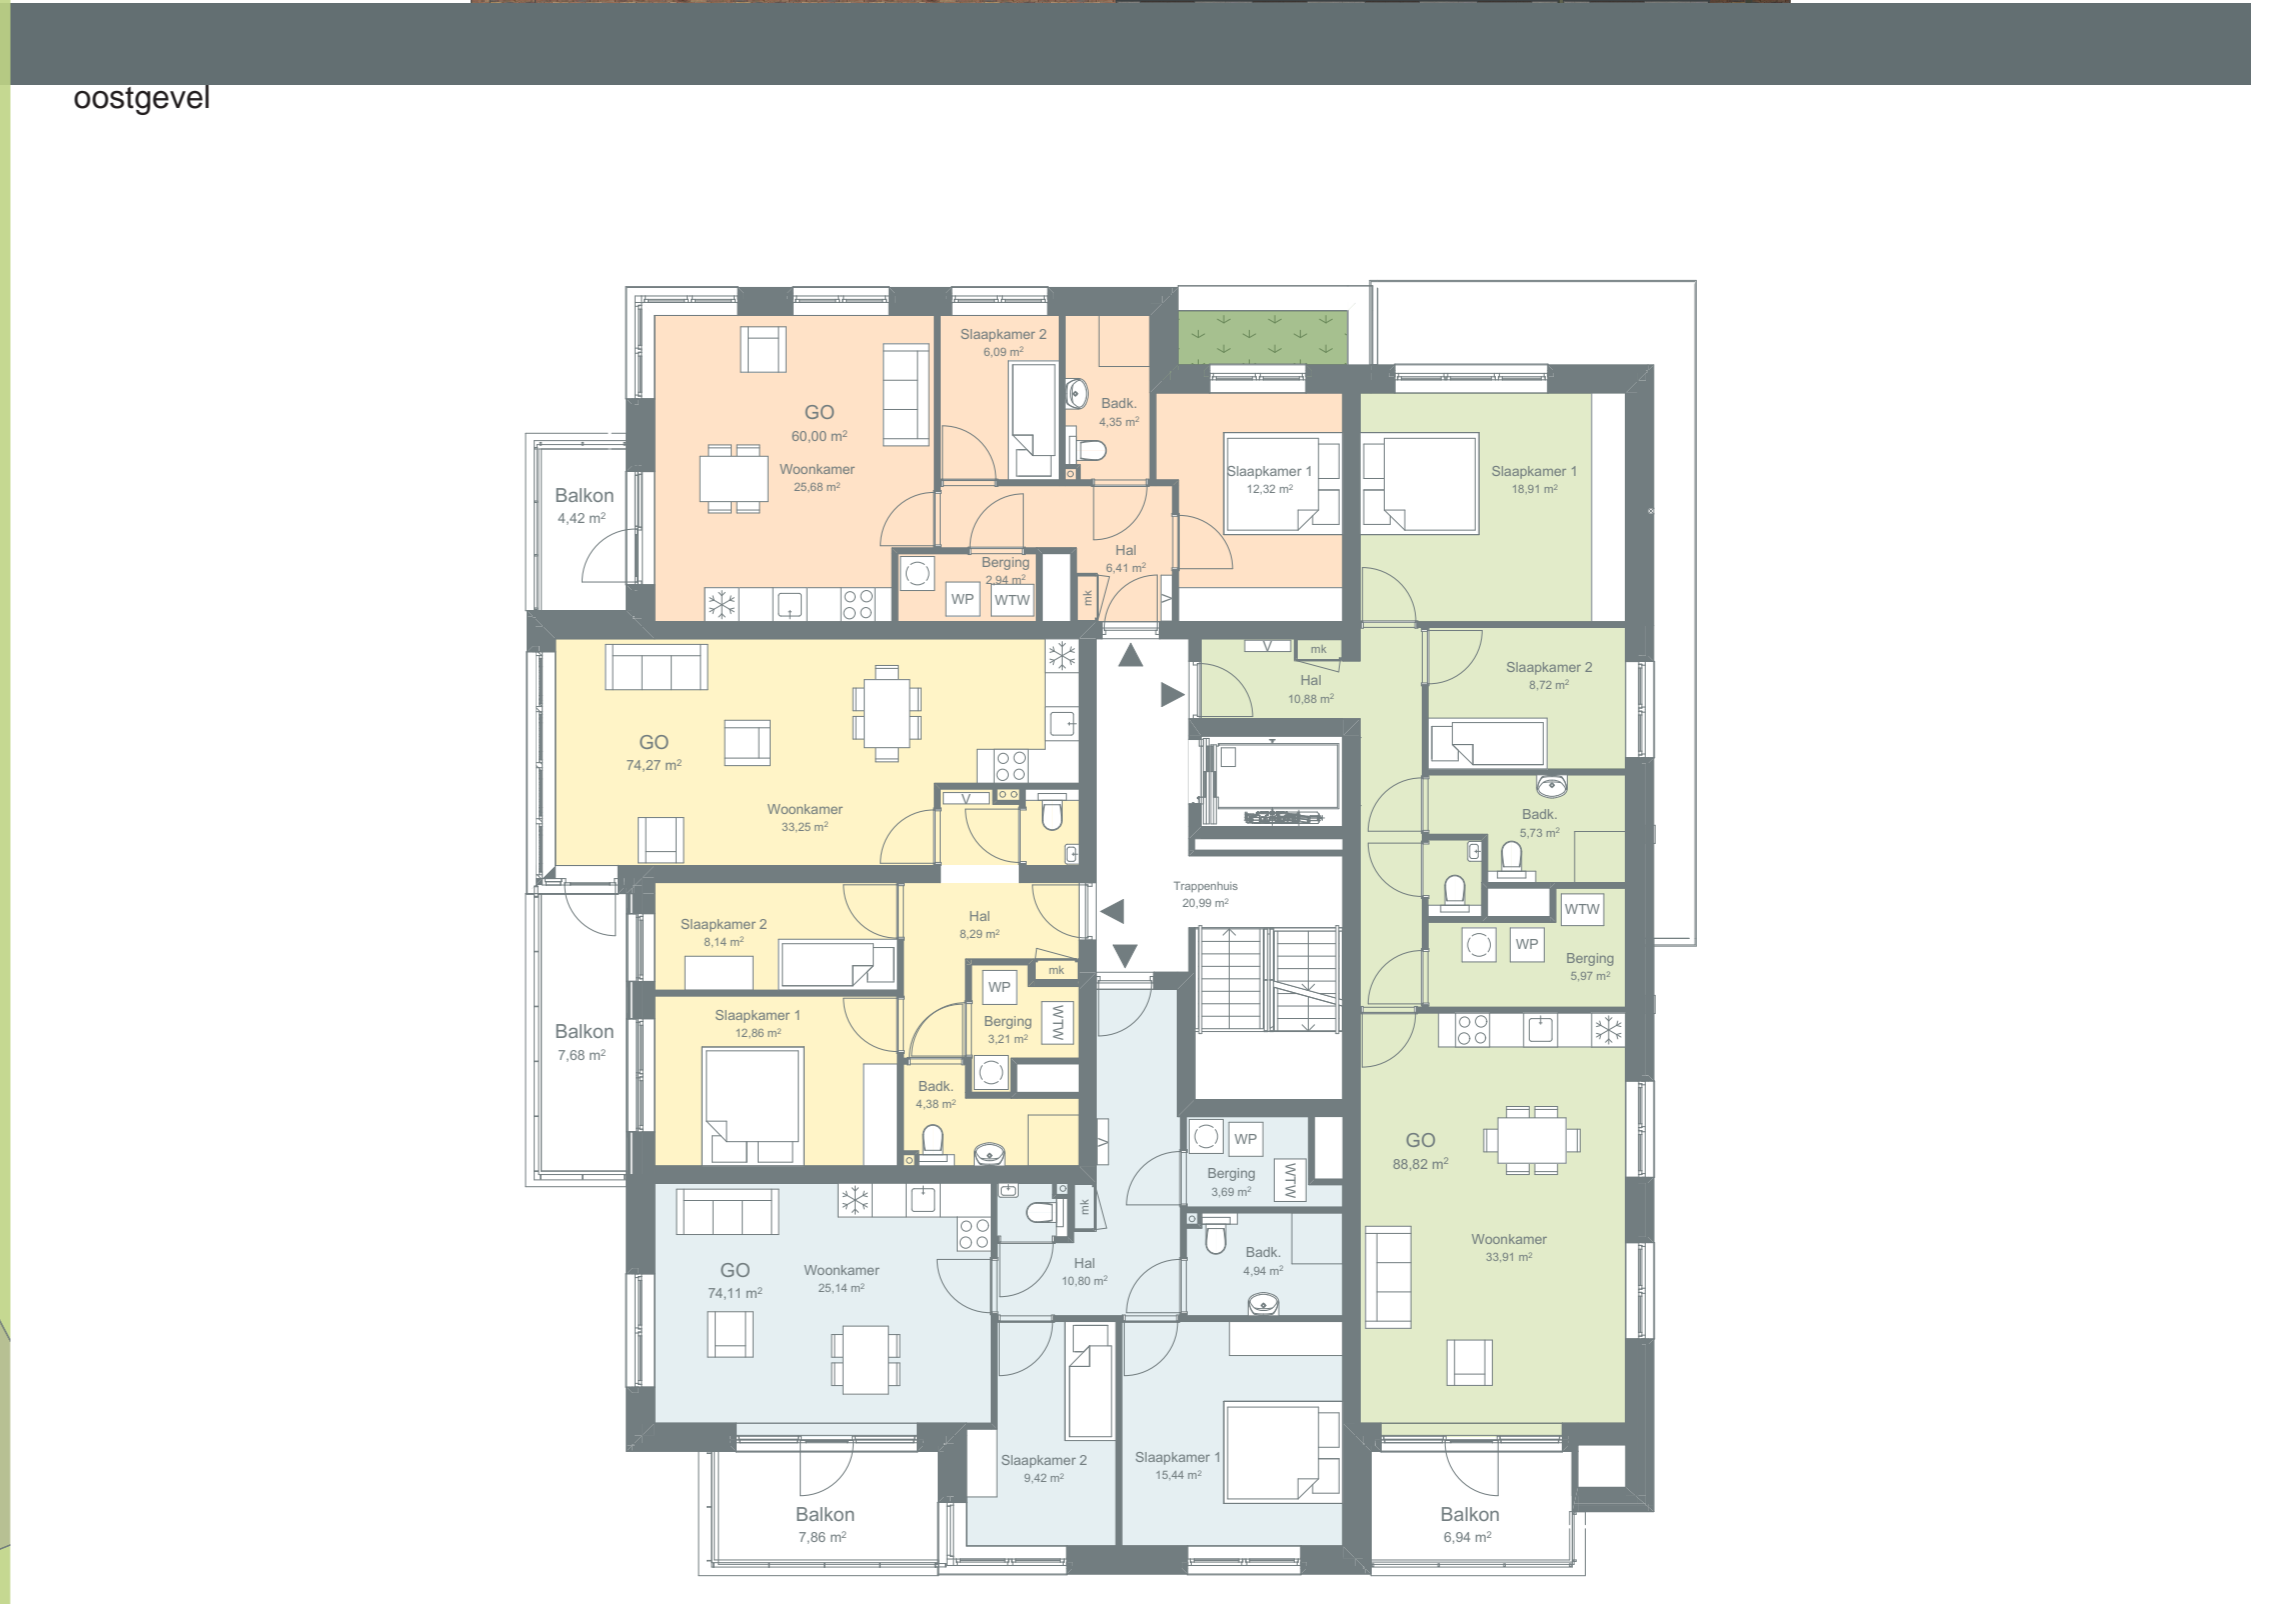 oostgevel
Slaapkamer 2
6,09 m²
GO
60,00 m²
Woonkamer
25,68 m²
Badk.
4,35 m²
Slaapkamer 1
12,32 m²
Slaapkamer 1
18,91 m²
Balkon
4,42 m²
Hal
6,41 m²
Berging
2,94 m²
WP
WTW
mk
V
V
mk
Hal
10,88 m²
Slaapkamer 2
8,72 m²
GO
74,27 m²
Woonkamer
33,25 m²
V
Badk.
5,73 m²
Trappenhuis
20,99 m²
WTW
WP
Berging
5,97 m²
Slaapkamer 2
8,14 m²
Hal
8,29 m²
mk
WP
WTW
Berging
3,21 m²
Slaapkamer 1
12,86 m²
Balkon
7,68 m²
Badk.
4,38 m²
V
WP
Berging
3,69 m²
WTW
GO
88,82 m²
Woonkamer
33,91 m²
mk
GO
74,11 m²
Woonkamer
25,14 m²
Hal
10,80 m²
Badk.
4,94 m²
Slaapkamer 2
9,42 m²
Slaapkamer 1
15,44 m²
Balkon
7,86 m²
Balkon
6,94 m²